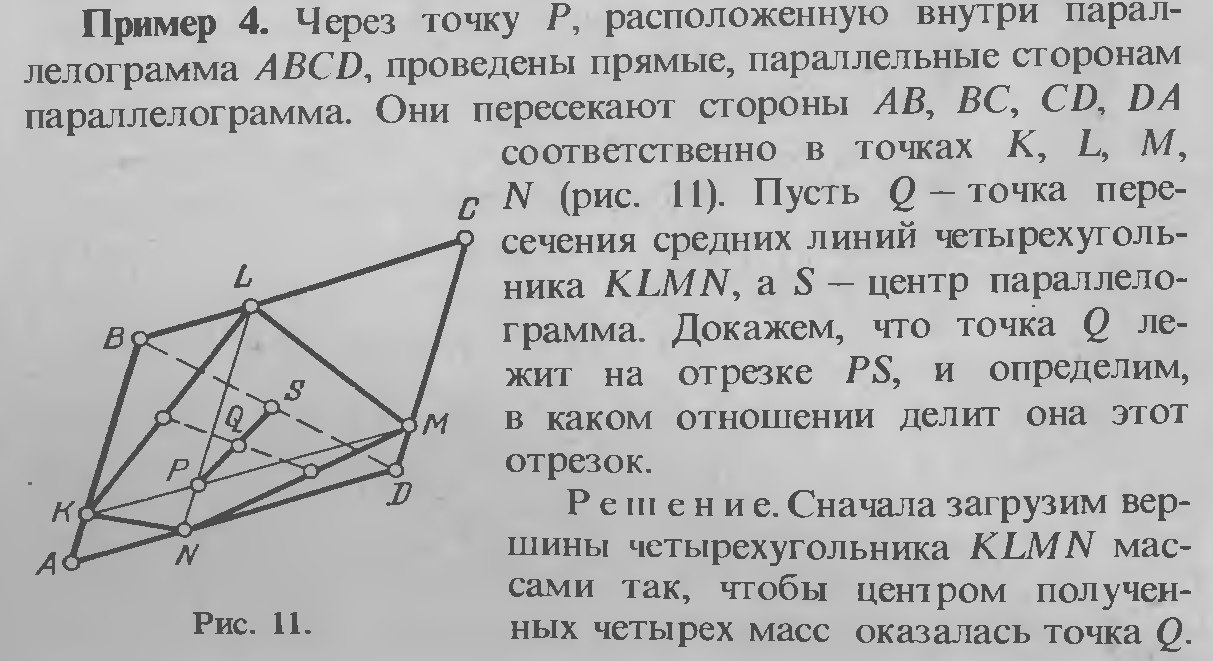 Пример 4. Через точку P, расположенную внутри парал-
лелограмма ABCD, проведены прямые, параллельные сторонам
параллелограмма. Они пересекают стороны AB, BC, CD, DA
соответственно в точках K, L, M,
N (рис. 11). Пусть Q – точка пере-
сечения средних линий четырехуголь-
ника KLMN, а S – центр параллело-
грамма. Докажем, что точка Q ле-
жит на отрезке PS, и определим,
в каком отношении делит она этот
отрезок.
Решение. Сначала загрузим вер-
шины четырехугольника KLMN мас-
сами так, чтобы центром получен-
ных четырех масс оказалась точка Q.
C
L
B
S
Q
M
P
D
K
N
A
Рис. 11.